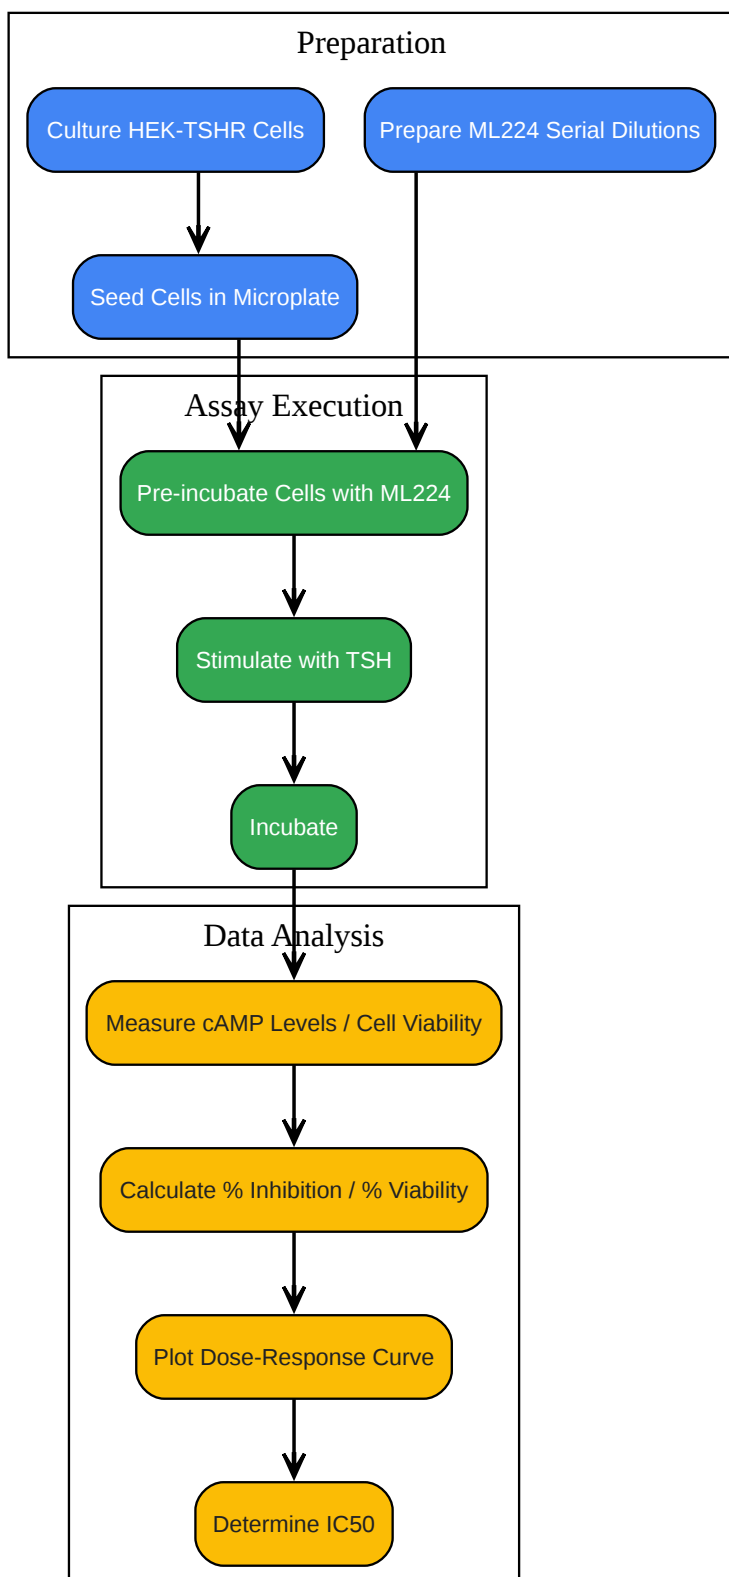 Preparation
Culture HEK-TSHR Cells
Prepare ML224 Serial Dilutions
Seed Cells in Microplate
Assay Execution
Pre-incubate Cells with ML224
Stimulate with TSH
Incubate
Data Analysis
Measure cAMP Levels / Cell Viability
Calculate % Inhibition / % Viability
Plot Dose-Response Curve
Determine IC50